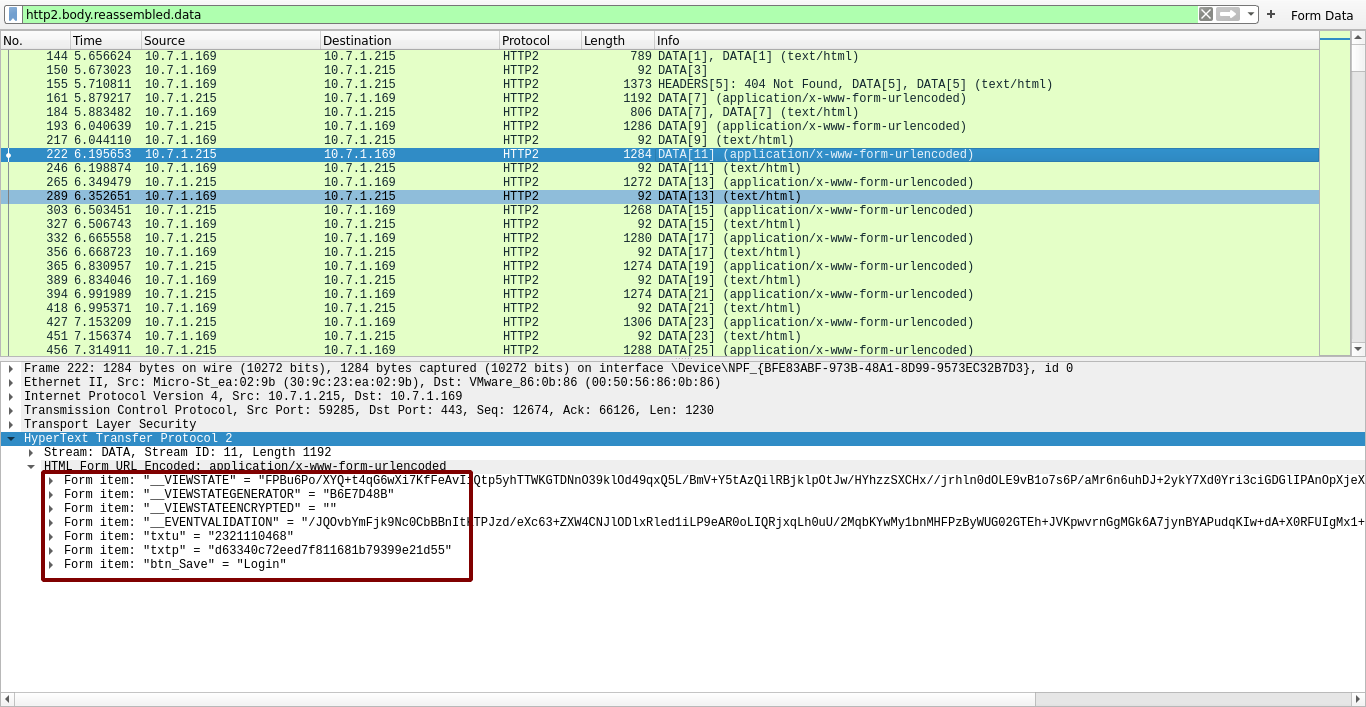 http2.body.reassembled.data + Form Data
No. Time Source Destination Protocol Length Info
144 5.656624 10.7.1.169 10.7.1.215 HTTP2 789 DATA[1], DATA[1] (text/html)
150 5.673023 10.7.1.215 10.7.1.169 HTTP2 92 DATA[3]
155 5.710811 10.7.1.169 10.7.1.215 HTTP2 1373 HEADERS[5]: 404 Not Found, DATA[5], DATA[5] (text/html)
161 5.879217 10.7.1.215 10.7.1.169 HTTP2 1192 DATA[7] (application/x-www-form-urlencoded)
184 5.883482 10.7.1.169 10.7.1.215 HTTP2 806 DATA[7], DATA[7] (text/html)
193 6.040639 10.7.1.215 10.7.1.169 HTTP2 1286 DATA[9] (application/x-www-form-urlencoded)
217 6.044110 10.7.1.169 10.7.1.215 HTTP2 92 DATA[9] (text/html)
222 6.195653 10.7.1.215 10.7.1.169 HTTP2 1284 DATA[11] (application/x-www-form-urlencoded)
246 6.198874 10.7.1.169 10.7.1.215 HTTP2 92 DATA[11] (text/html)
265 6.349479 10.7.1.215 10.7.1.169 HTTP2 1272 DATA[13] (application/x-www-form-urlencoded)
289 6.352651 10.7.1.169 10.7.1.215 HTTP2 92 DATA[13] (text/html)
303 6.503451 10.7.1.215 10.7.1.169 HTTP2 1268 DATA[15] (application/x-www-form-urlencoded)
327 6.506743 10.7.1.169 10.7.1.215 HTTP2 92 DATA[15] (text/html)
332 6.665558 10.7.1.215 10.7.1.169 HTTP2 1280 DATA[17] (application/x-www-form-urlencoded)
356 6.668723 10.7.1.169 10.7.1.215 HTTP2 92 DATA[17] (text/html)
365 6.830957 10.7.1.215 10.7.1.169 HTTP2 1274 DATA[19] (application/x-www-form-urlencoded)
389 6.834046 10.7.1.169 10.7.1.215 HTTP2 92 DATA[19] (text/html)
394 6.991989 10.7.1.215 10.7.1.169 HTTP2 1274 DATA[21] (application/x-www-form-urlencoded)
418 6.995371 10.7.1.169 10.7.1.215 HTTP2 92 DATA[21] (text/html)
427 7.153209 10.7.1.215 10.7.1.169 HTTP2 1306 DATA[23] (application/x-www-form-urlencoded)
451 7.156374 10.7.1.169 10.7.1.215 HTTP2 92 DATA[23] (text/html)
456 7.314911 10.7.1.215 10.7.1.169 HTTP2 1288 DATA[25] (application/x-www-form-urlencoded)
Frame 222: 1284 bytes on wire (10272 bits), 1284 bytes captured (10272 bits) on interface \Device\NPF_{BFE83ABF-973B-48A1-8D99-9573EC32B7D3}, id 0
Ethernet II, Src: Micro-St_ea:02:9b (30:9c:23:ea:02:9b), Dst: VMware_86:0b:86 (00:50:56:86:0b:86)
Internet Protocol Version 4, Src: 10.7.1.215, Dst: 10.7.1.169
Transmission Control Protocol, Src Port: 59285, Dst Port: 443, Seq: 12674, Ack: 66126, Len: 1230
Transport Layer Security
HyperText Transfer Protocol 2
Stream: DATA, Stream ID: 11, Length 1192
HTML Form URL Encoded: application/x-www-form-urlencoded
Form item: "__VIEWSTATE" =
Form item: "__VIEWSTATEGENERATOR" = "B6E7D48B"
Form item: "__VIEWSTATEENCRYPTED" = ""
Form item: "__EVENTVALIDATION" =
Form item: "txtu" = "2321110468"
Form item: "txtp" = "d63340c72eed7f811681b79399e21d55"
Form item: "btn_Save" = "Login"